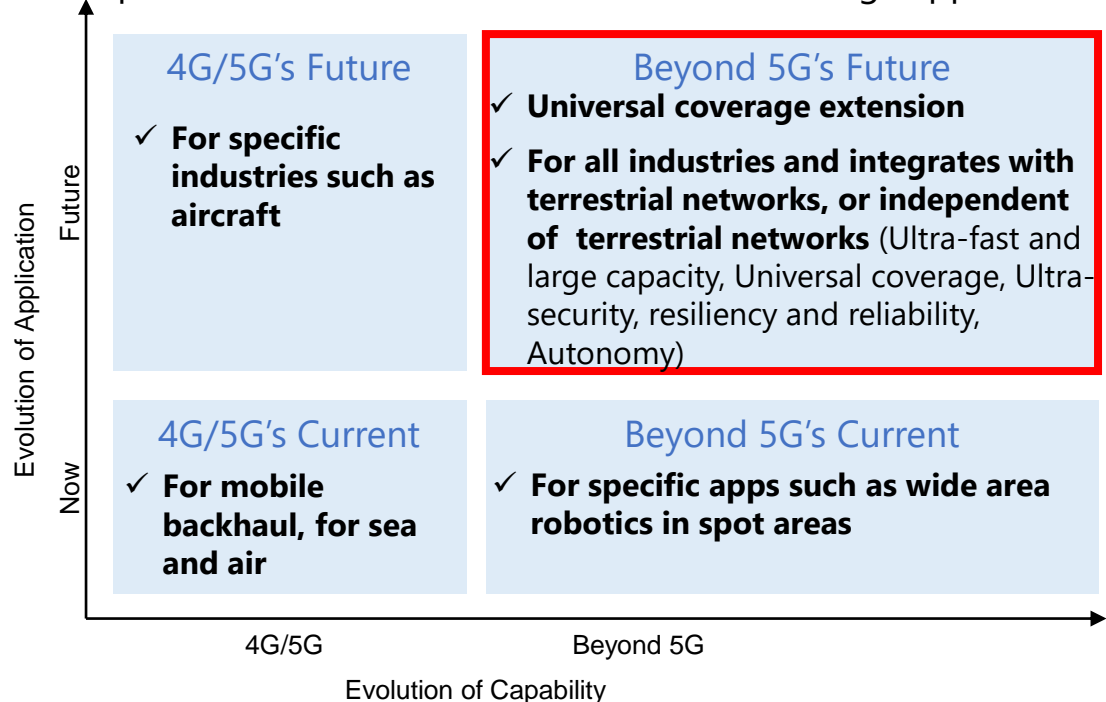 4G/5G's Future
✓ For specific
industries such as
aircraft
Beyond 5G's Future
✓ Universal coverage extension
✓ For all industries and integrates with
terrestrial networks, or independent
of terrestrial networks (Ultra-fast and
large capacity, Universal coverage, Ultra-
security, resiliency and reliability,
Autonomy)
4G/5G's Current
✓ For mobile
backhaul, for sea
and air
Beyond 5G's Current
✓ For specific apps such as wide area
robotics in spot areas
Evolution of Application
Future
Now
4G/5G
Beyond 5G
Evolution of Capability